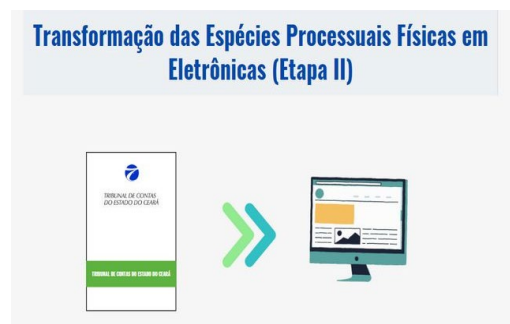 Transformação das Espécies Processuais Físicas em
Eletrônicas (Etapa II)
TRIBUNAL DE CONTAS
DO ESTADO DO CEARÁ
TRIBUNAL DE CONTAS DO ESTADO DO CEARÁ